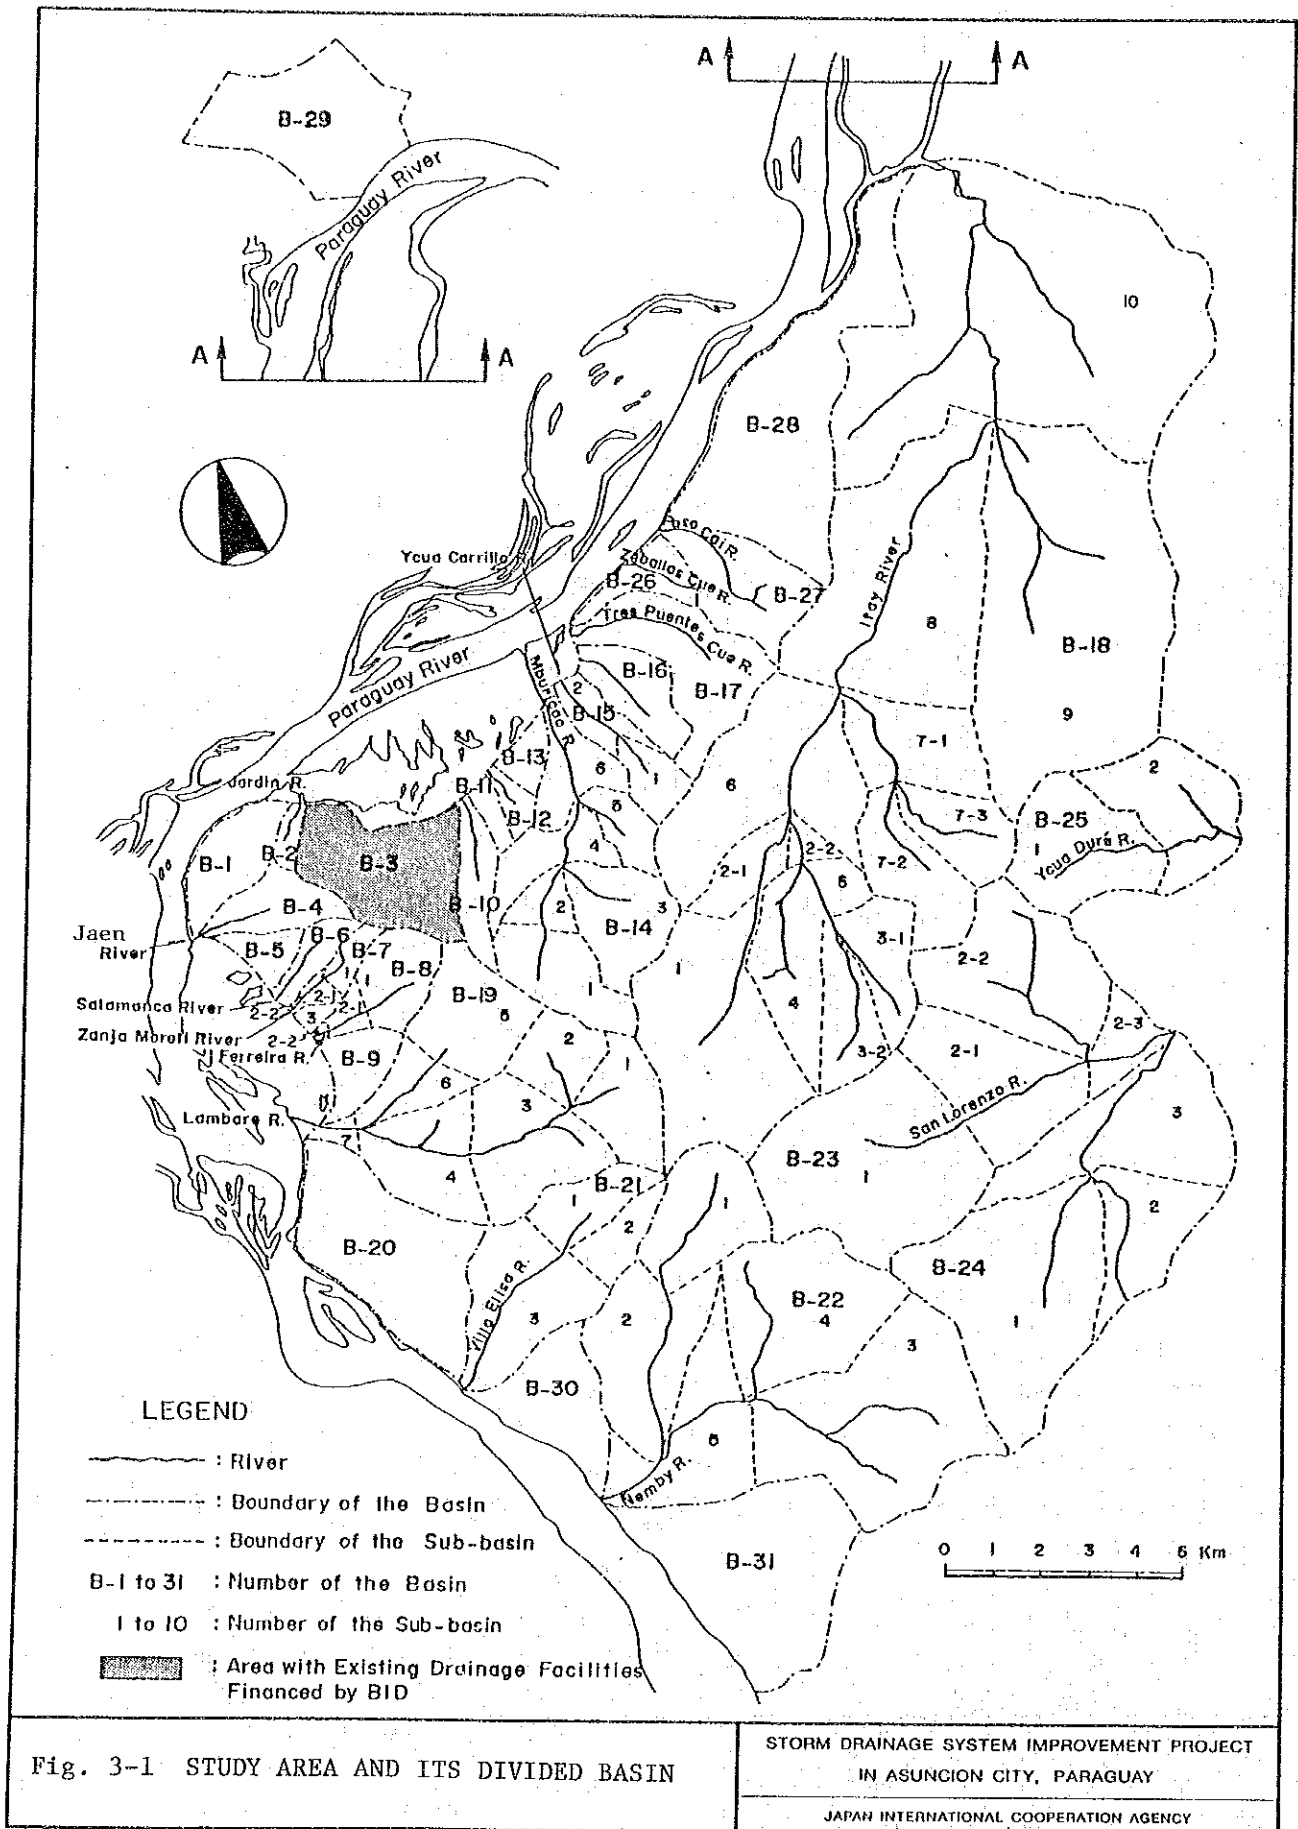 A A
B-29
Paraguay River
A A
10
B-28
Ycua Carrillo R.
Puso Cai R.
Zeballos Cue R.
B-26
B-27
Tres Puentes Cue R.
Itay River
8
B-18
9
Paraguay River
Mburicao R.
B-16
B-17
2
B-15
B-13
7-1
2
Jardin R.
B-11
6
1
6
B-12
5
7-3
B-25
1
Ycua Durá R.
B-1
B-2
B-3
4
2-1
2-2
7-2
6
B-10
2
3
B-4
B-14
3-1
Jaen
River
B-6
B-5
B-7
1
B-8
2-2
1
B-19
5
1
4
Salamanca River
2-2
2-1
2-1
3
2-3
Zanja Moroti River
2-2
2
Ferreira R.
B-9
1
3-2
2-1
6
3
San Lorenzo R.
3
Lambare R.
7
B-23
1
4
B-21
1
1
2
2
B-20
B-24
Villa Elisa R.
B-22
4
3
2
1
3
B-30
LEGEND
: River
5
Nemby R.
: Boundary of the Basin
: Boundary of the Sub-basin
B-31
0 1 2 3 4 5 Km
B-1 to 31 : Number of the Basin
1 to 10 : Number of the Sub-basin
: Area with Existing Drainage Facilities
Financed by BID
Fig. 3-1 STUDY AREA AND ITS DIVIDED BASIN
STORM DRAINAGE SYSTEM IMPROVEMENT PROJECT
IN ASUNCION CITY, PARAGUAY
JAPAN INTERNATIONAL COOPERATION AGENCY